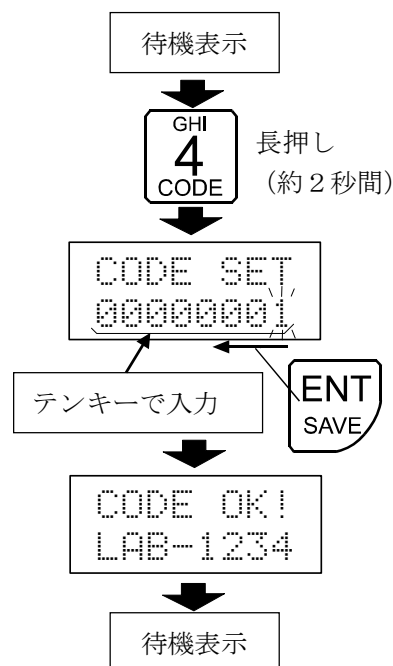 待機表示
GHI
4
CODE
長押し
（約２秒間）
CODE SET
00000001
テンキーで入力
ENT
SAVE
CODE OK!
LAB-1234
待機表示